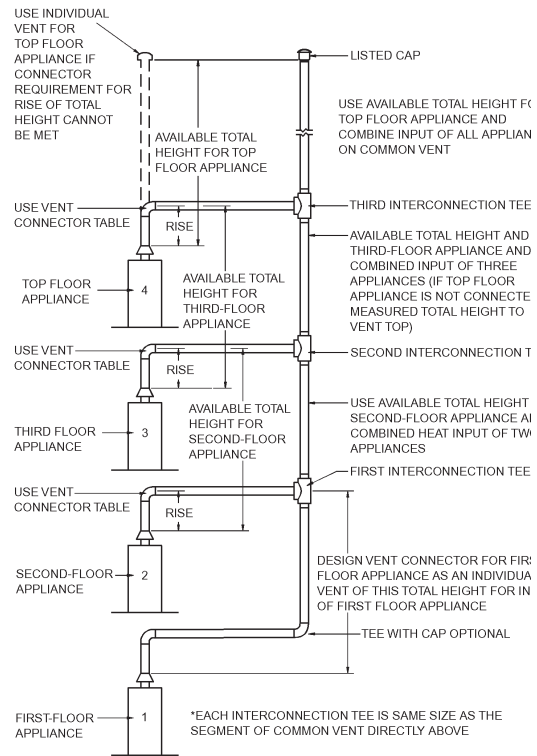 USE INDIVIDUAL
VENT FOR
TOP FLOOR
APPLIANCE IF
CONNECTOR
REQUIREMENT FOR
RISE OF TOTAL
HEIGHT CANNOT
BE MET
LISTED CAP
USE AVAILABLE TOTAL HEIGHT
TOP FLOOR APPLIANCE AND
COMBINE INPUT OF ALL
ON COMMON VENT
AVAILABLE TOTAL
HEIGHT FOR TOP
FLOOR APPLIANCE
USE VENT
CONNECTOR TABLE
RISE
THIRD INTERCONNECTION TEE
AVAILABLE TOTAL HEIGHT AND
THIRD-FLOOR APPLIANCE AND
COMBINED INPUT OF THREE
APPLIANCES (IF TOP FLOOR
APPLIANCE IS NOT
MEASURED TOTAL HEIGHT TO
VENT TOP)
TOP FLOOR
APPLIANCE
4
AVAILABLE TOTAL
HEIGHT FOR
THIRD-FLOOR
APPLIANCE
USE VENT
CONNECTOR TABLE
RISE
SECOND INTERCONNECTION
AVAILABLE TOTAL
HEIGHT FOR
SECOND-FLOOR
APPLIANCE
USE AVAILABLE TOTAL HEIGHT
SECOND-FLOOR APPLIANCE
COMBINED HEAT INPUT OF
APPLIANCES
THIRD FLOOR
APPLIANCE
3
FIRST INTERCONNECTION TEE
USE VENT
CONNECTOR TABLE
RISE
SECOND-FLOOR
APPLIANCE
2
DESIGN VENT CONNECTOR FOR
FLOOR APPLIANCE AS AN
VENT OF THIS TOTAL HEIGHT FOR
OF FIRST FLOOR APPLIANCE
TEE WITH CAP OPTIONAL
FIRST-FLOOR
APPLIANCE
1
*EACH INTERCONNECTION TEE IS SAME SIZE AS THE
SEGMENT OF COMMON VENT DIRECTLY ABOVE